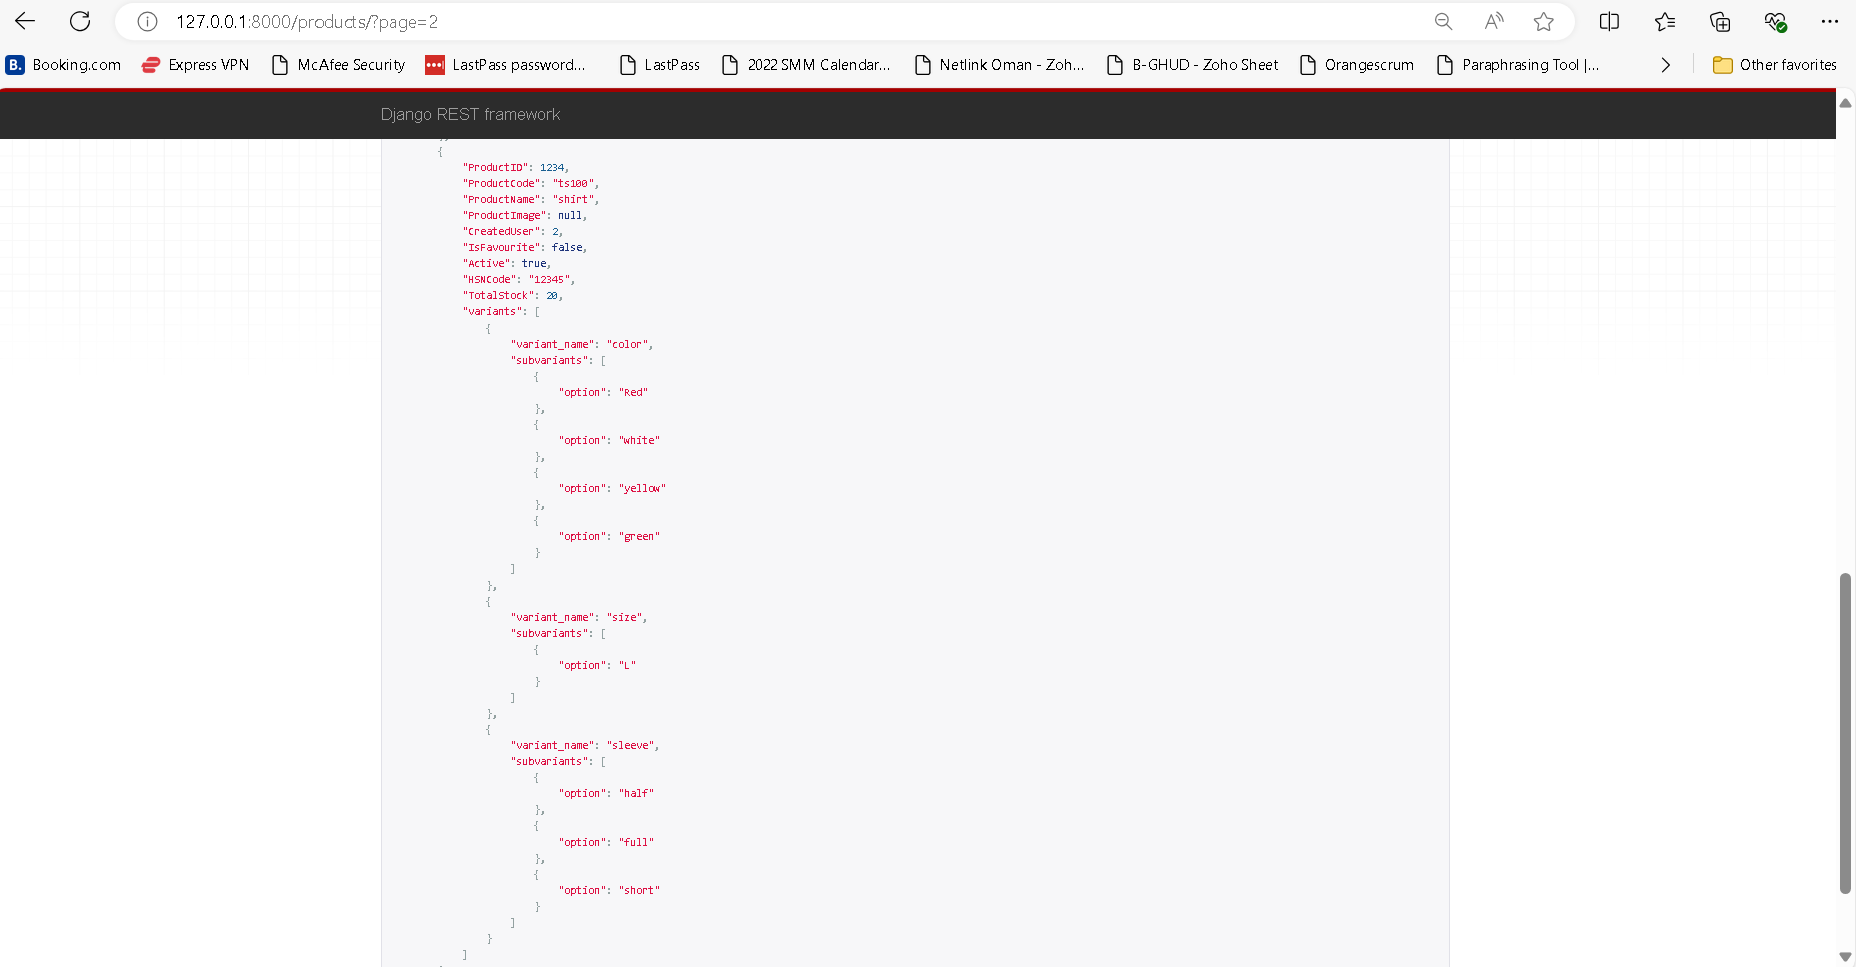 127.0.0.1:8000/products/?page=2
Booking.com Express VPN McAfee Security LastPass password... LastPass 2022 SMM Calendar... Netlink Oman - Zoh... B-GHUD - Zoho Sheet Orangescrum Paraphrasing Tool |... Other favorites
Django REST framework
{
"ProductID": 1234,
"ProductCode": "ts100",
"ProductName": "shirt",
"ProductImage": null,
"CreatedUser": 2,
"IsFavourite": false,
"Active": true,
"HSNCode": "12345",
"TotalStock": 20,
"variants": [
{
"variant_name": "color",
"subvariants": [
{
"option": "Red"
},
{
"option": "white"
},
{
"option": "yellow"
},
{
"option": "green"
}
]
},
{
"variant_name": "size",
"subvariants": [
{
"option": "L"
}
]
},
{
"variant_name": "sleeve",
"subvariants": [
{
"option": "half"
},
{
"option": "full"
},
{
"option": "short"
}
]
}
]